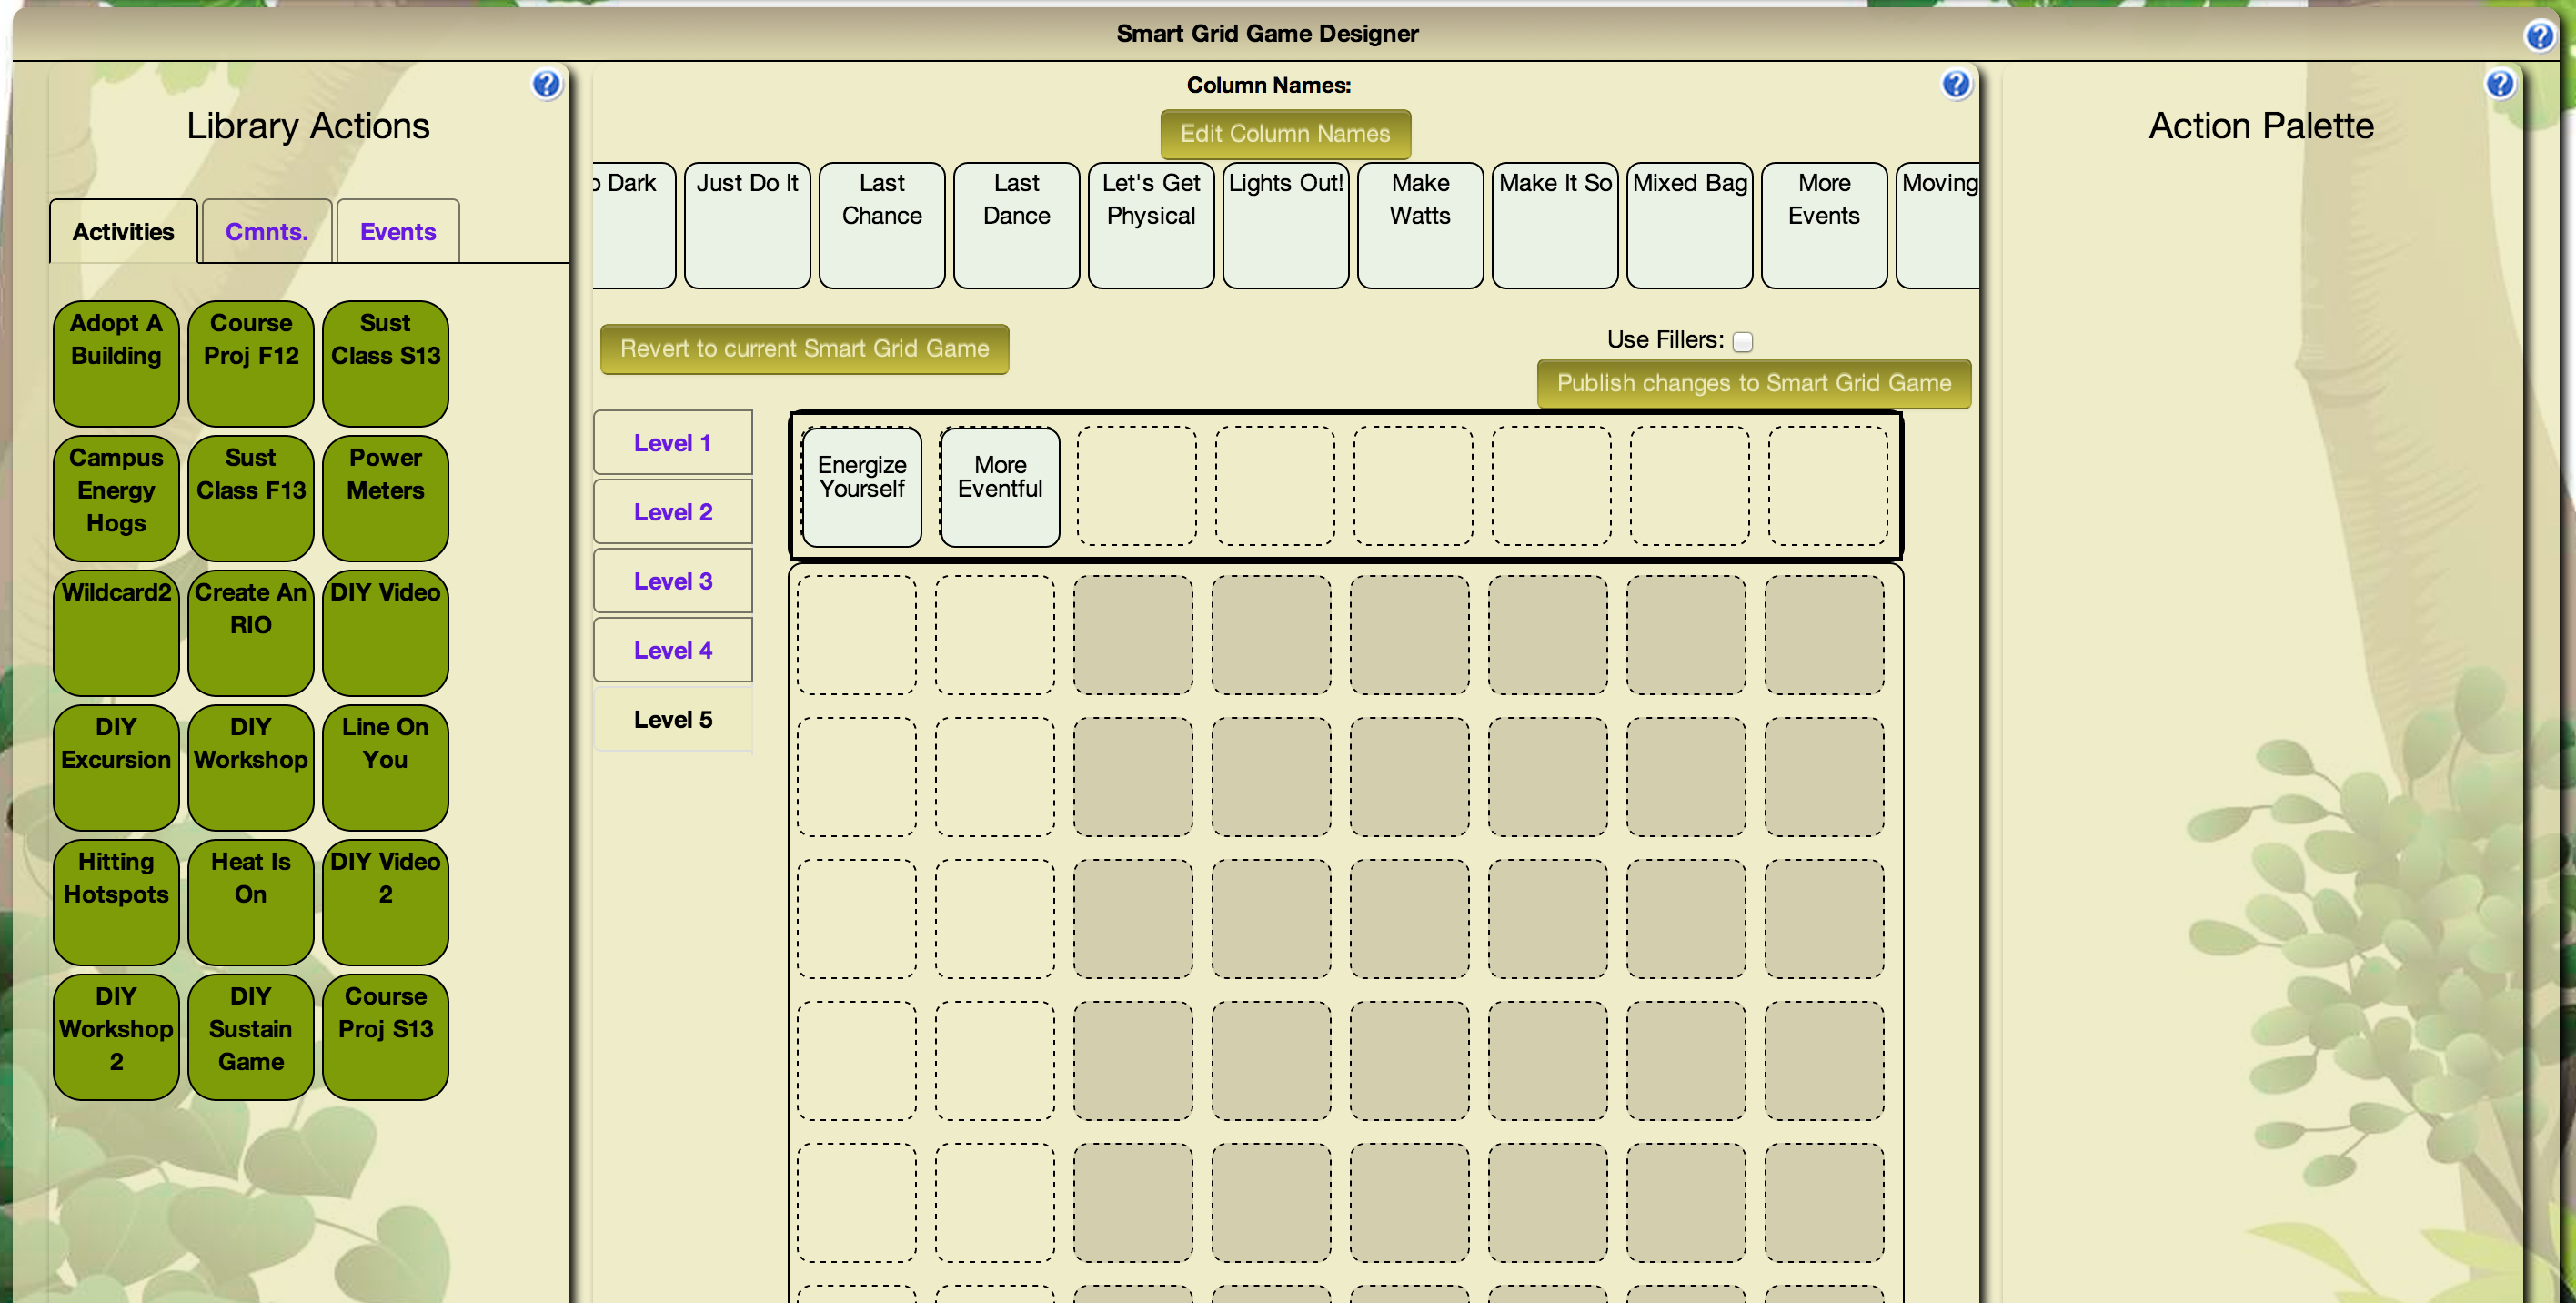 Smart Grid Game Designer
Library Actions
Activities
Cmnts.
Events
Adopt A
Building
Course
Proj F12
Sust
Class S13
Campus
Energy
Hogs
Sust
Class F13
Power
Meters
Wildcard2
Create An
RIO
DIY Video
DIY
Excursion
DIY
Workshop
Line On
You
Hitting
Hotspots
Heat Is
On
DIY Video
2
DIY
Workshop
2
DIY
Sustain
Game
Course
Proj S13
Column Names:
Edit Column Names
Dark
Just Do It
Last
Chance
Last
Dance
Let's Get
Physical
Lights Out!
Make
Watts
Make It So
Mixed Bag
More
Events
Moving
Revert to current Smart Grid Game
Use Fillers:
Publish changes to Smart Grid Game
Level 1
Level 2
Level 3
Level 4
Level 5
Energize
Yourself
More
Eventful
Action Palette